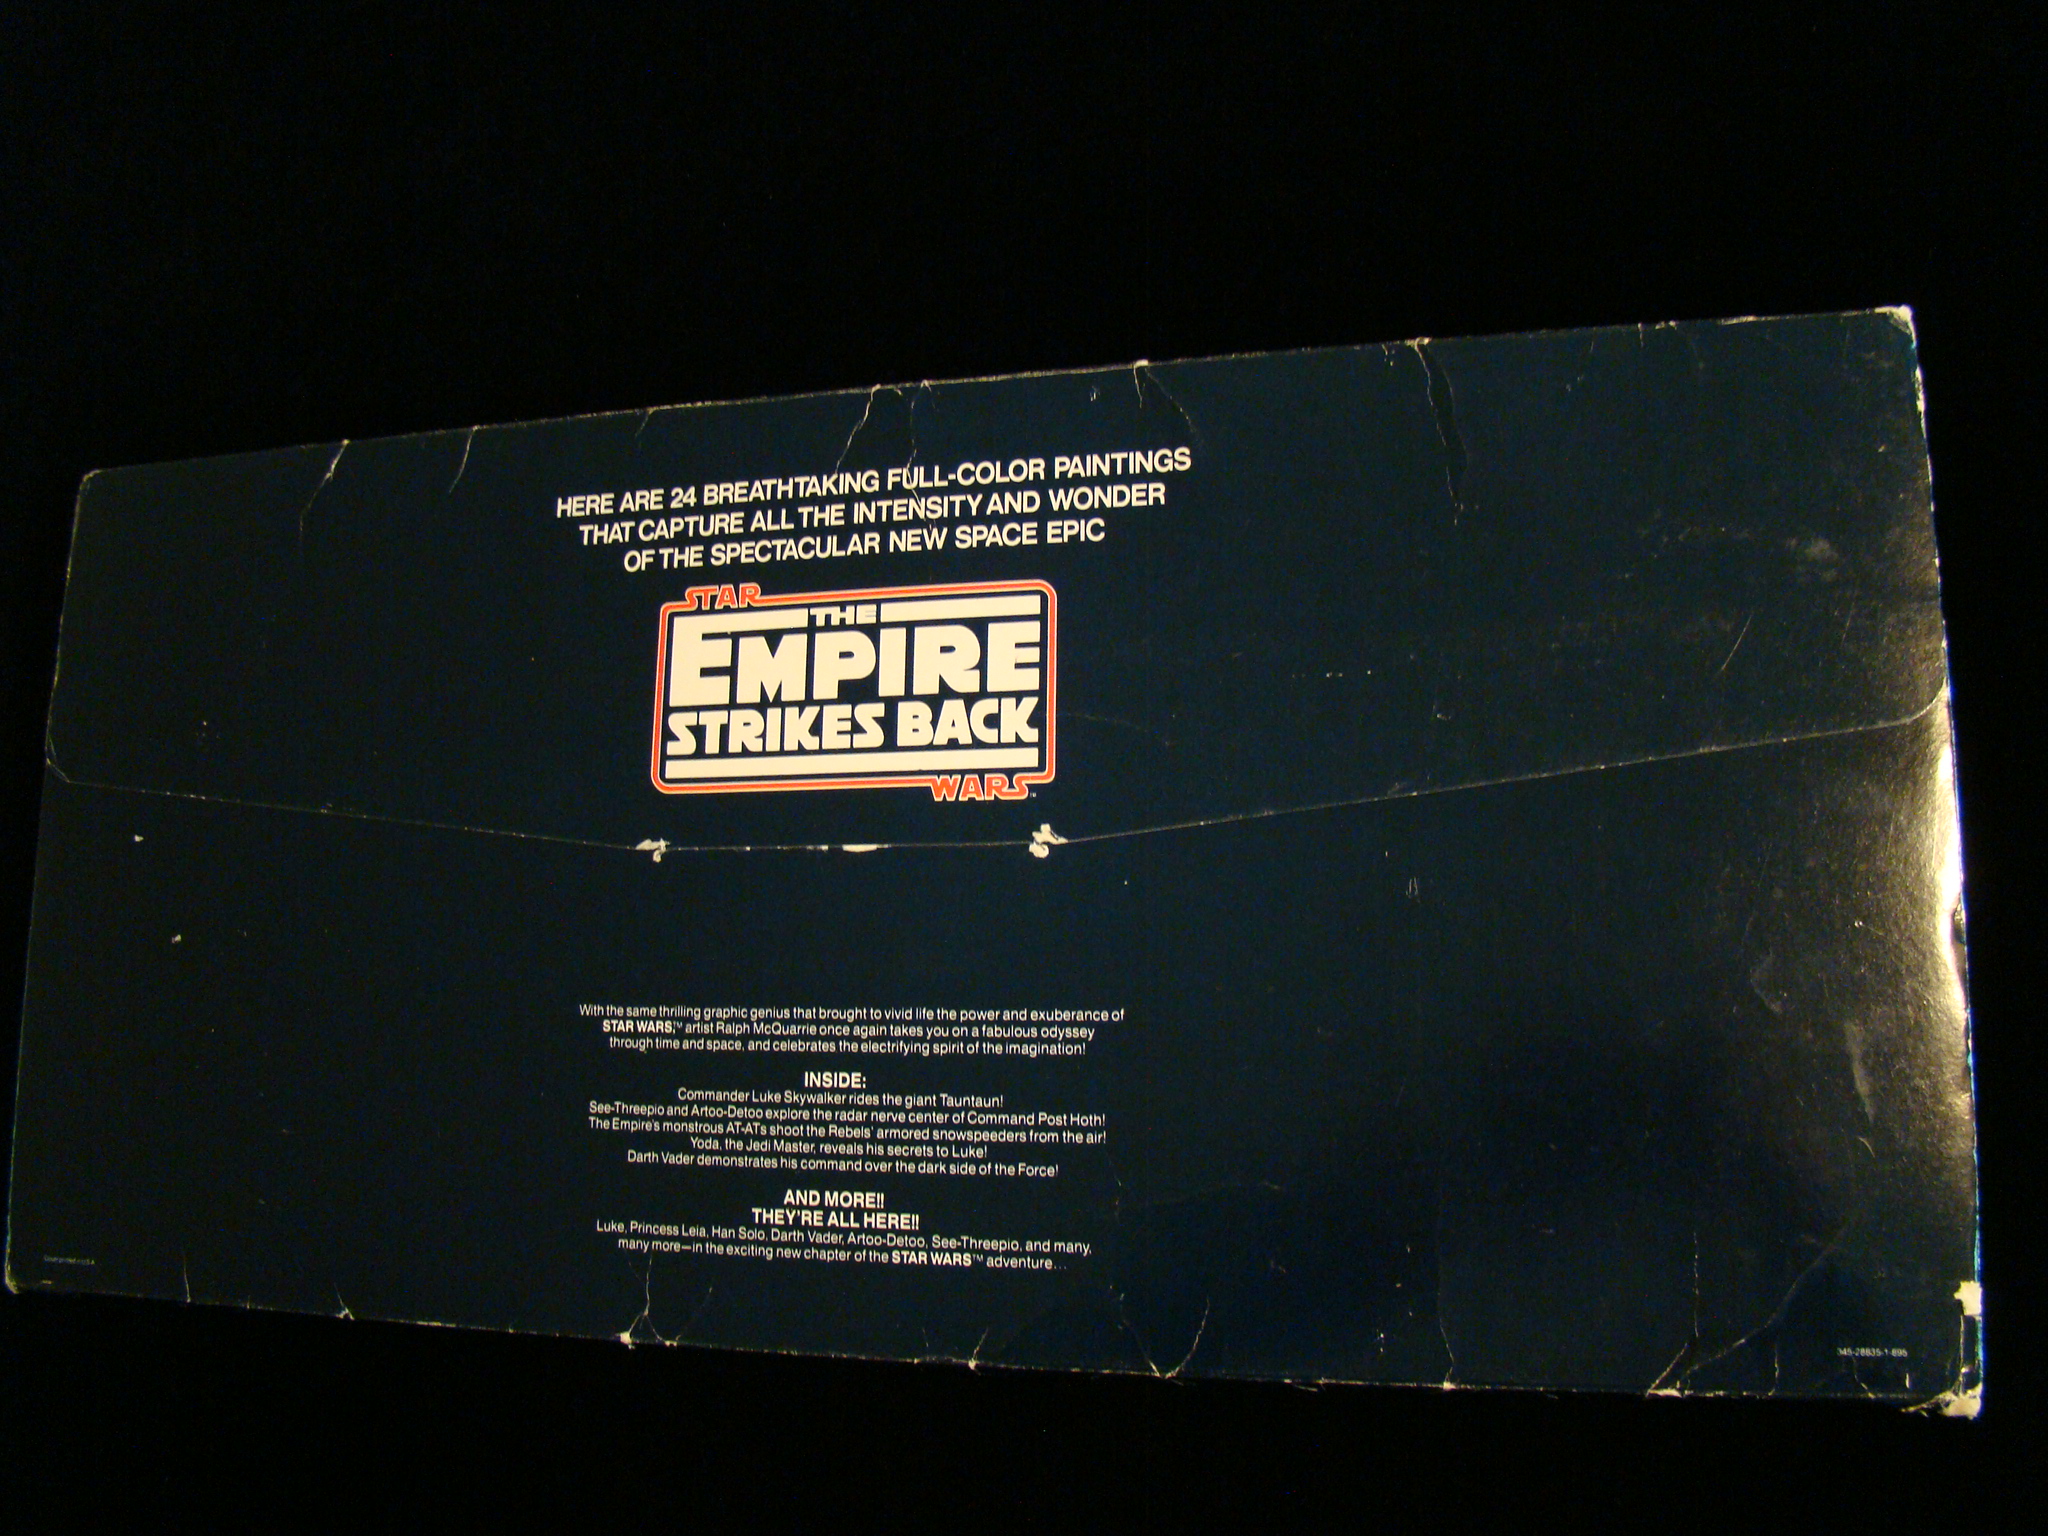 HERE ARE 24 BREATHTAKING FULL-COLOR PAINTINGS
THAT CAPTURE ALL THE INTENSITY AND WONDER
OF THE SPECTACULAR NEW SPACE EPIC
STAR
THE
EMPIRE
STRIKES BACK
WARS™
With the same thrilling graphic genius that brought to vivid life the power and exuberance of
STAR WARS,™ artist Ralph McQuarrie once again takes you on a fabulous odyssey
through time and space, and celebrates the electrifying spirit of the imagination!
INSIDE:
Commander Luke Skywalker rides the giant Tauntaun!
See-Threepio and Artoo-Detoo explore the radar nerve center of Command Post Hoth!
The Empire's monstrous AT-ATs shoot the Rebels' armored snowspeeders from the air!
Yoda, the Jedi Master, reveals his secrets to Luke!
Darth Vader demonstrates his command over the dark side of the Force!
AND MORE!!
THEY'RE ALL HERE!!
Luke, Princess Leia, Han Solo, Darth Vader, Artoo-Detoo, See-Threepio, and many,
many more—in the exciting new chapter of the STAR WARS™ adventure...
345-28835-1-895